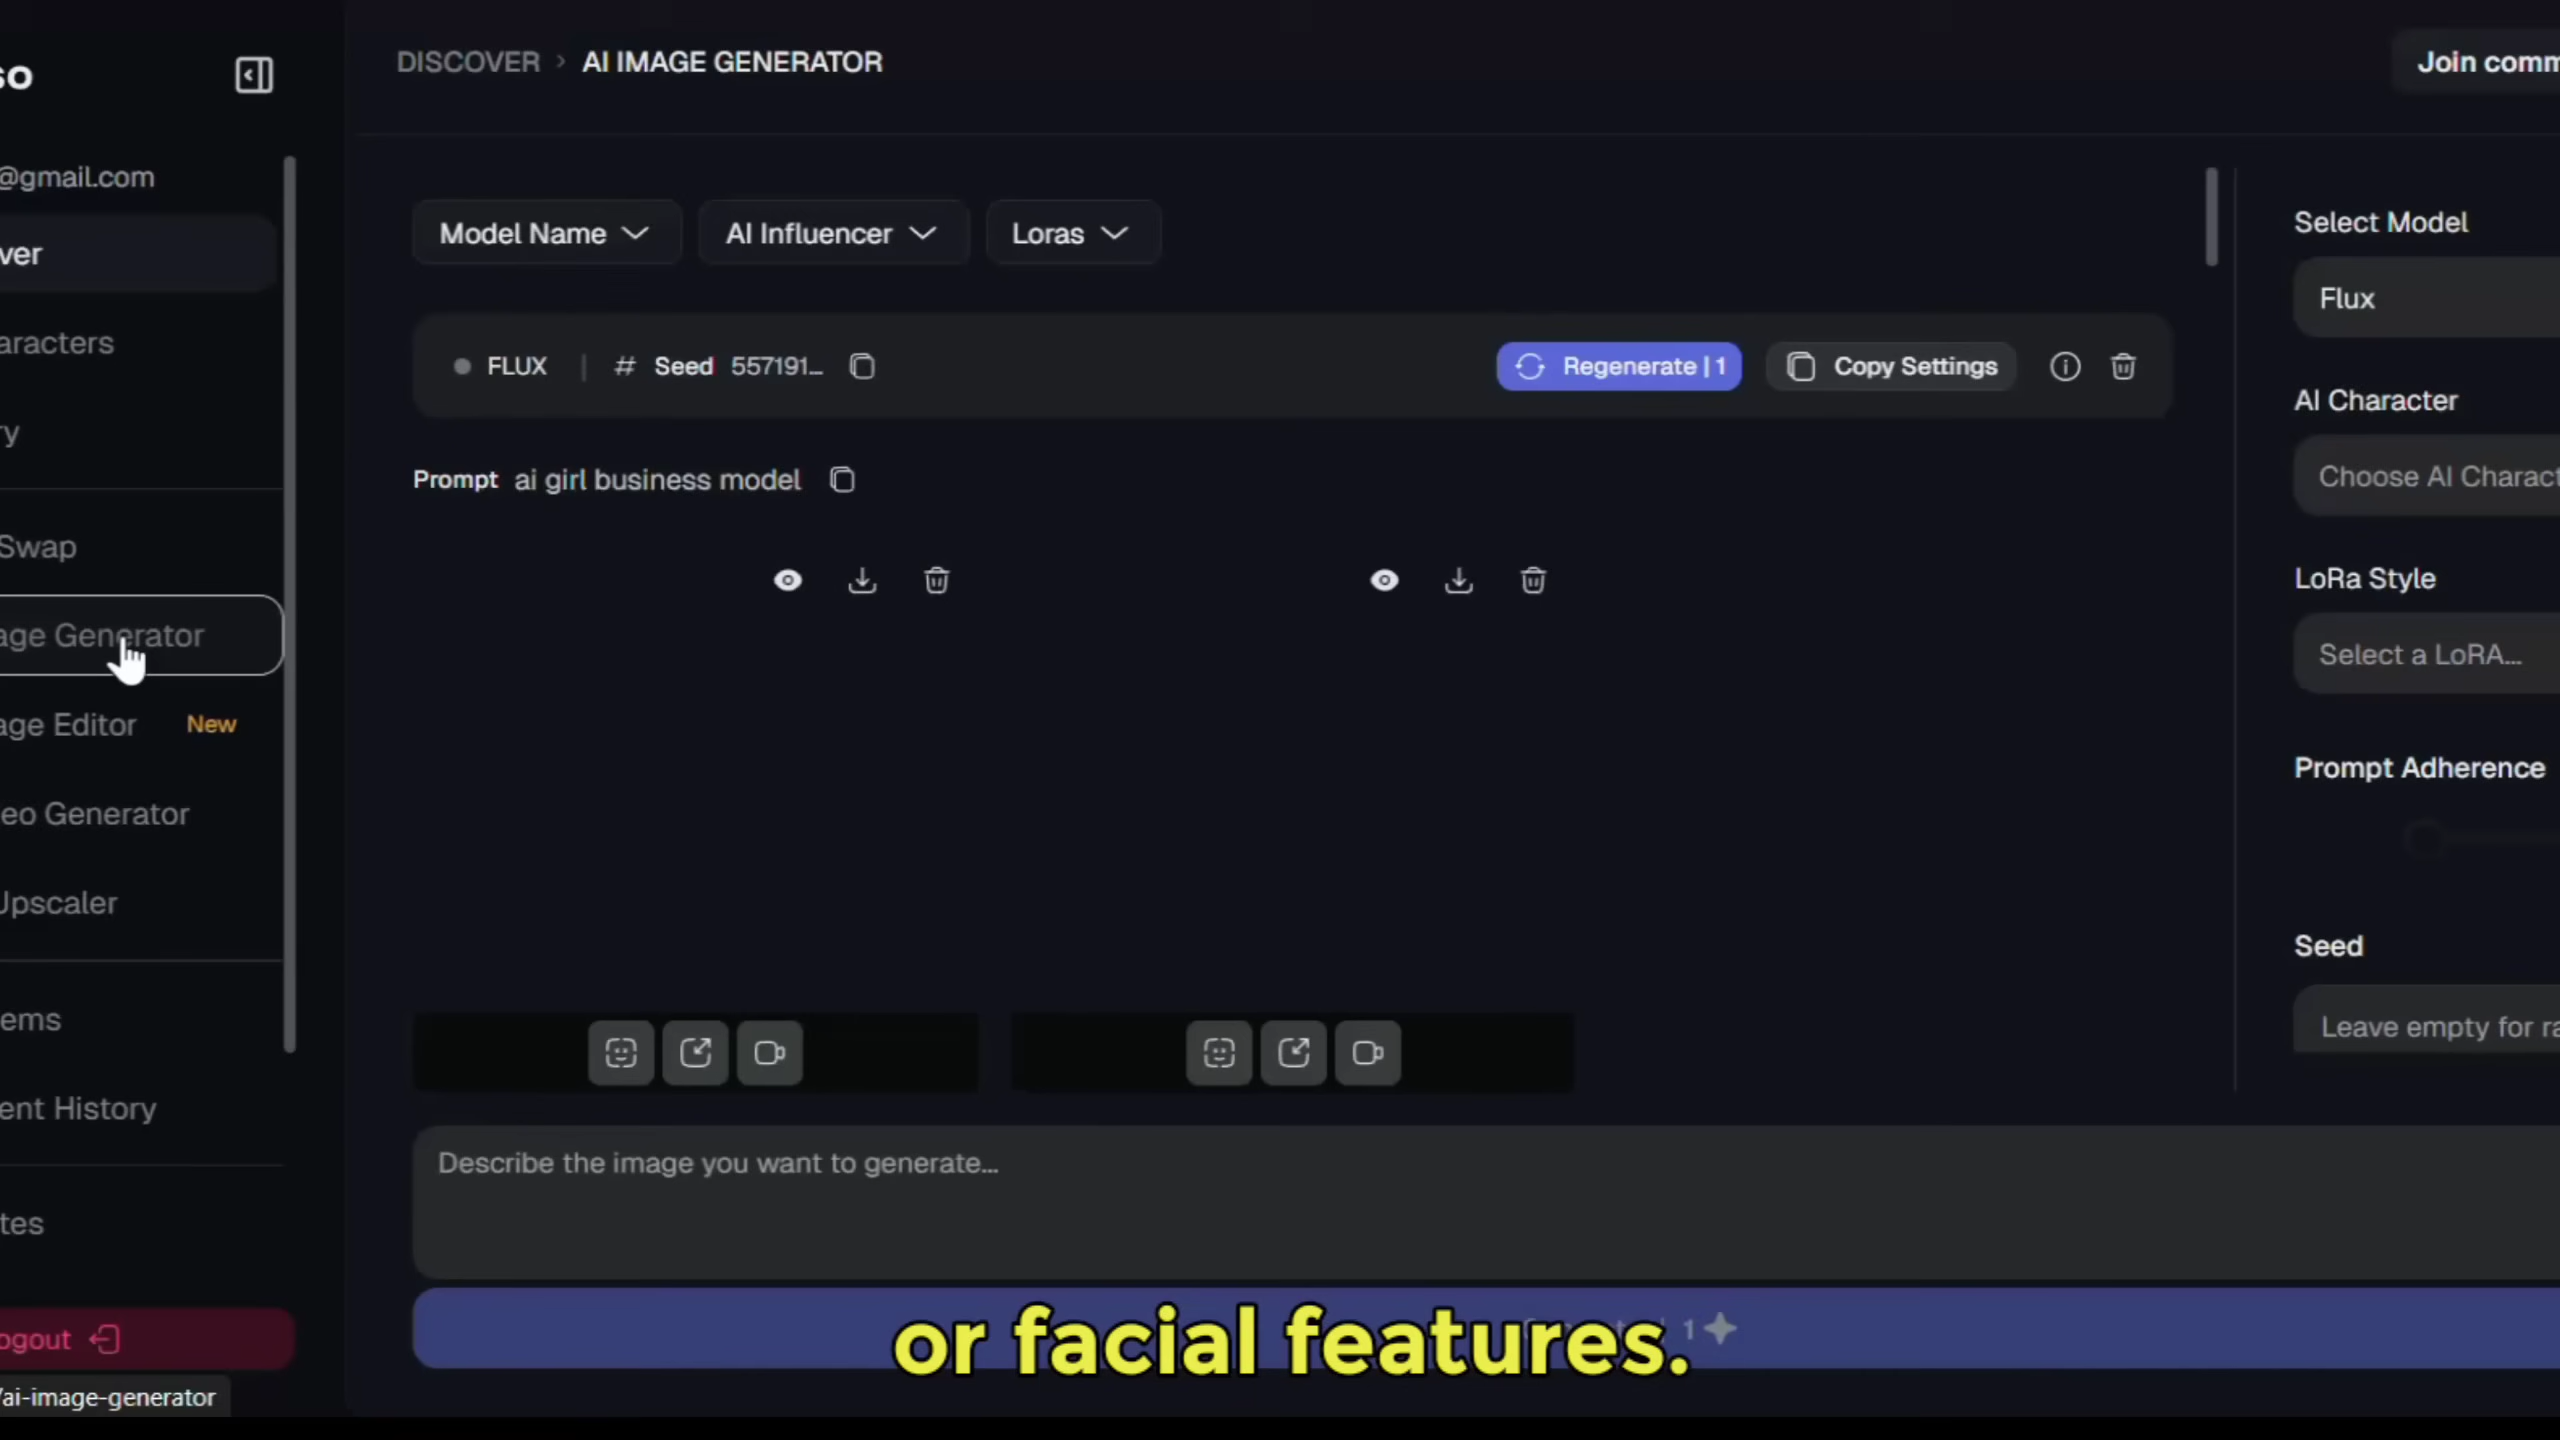 so
DISCOVER > AI IMAGE GENERATOR
Join comm
@gmail.com
ver
aracters
ry
Swap
age Generator
age Editor New
eo Generator
Upscaler
ems
ent History
tes
ogout
/ai-image-generator
Model Name
AI Influencer
Loras
FLUX | # Seed 557191...
Regenerate | 1
Copy Settings
Prompt ai girl business model
Describe the image you want to generate...
1
or facial features.
Select Model
Flux
AI Character
Choose AI Charact
LoRa Style
Select a LoRA...
Prompt Adherence
Seed
Leave empty for ra